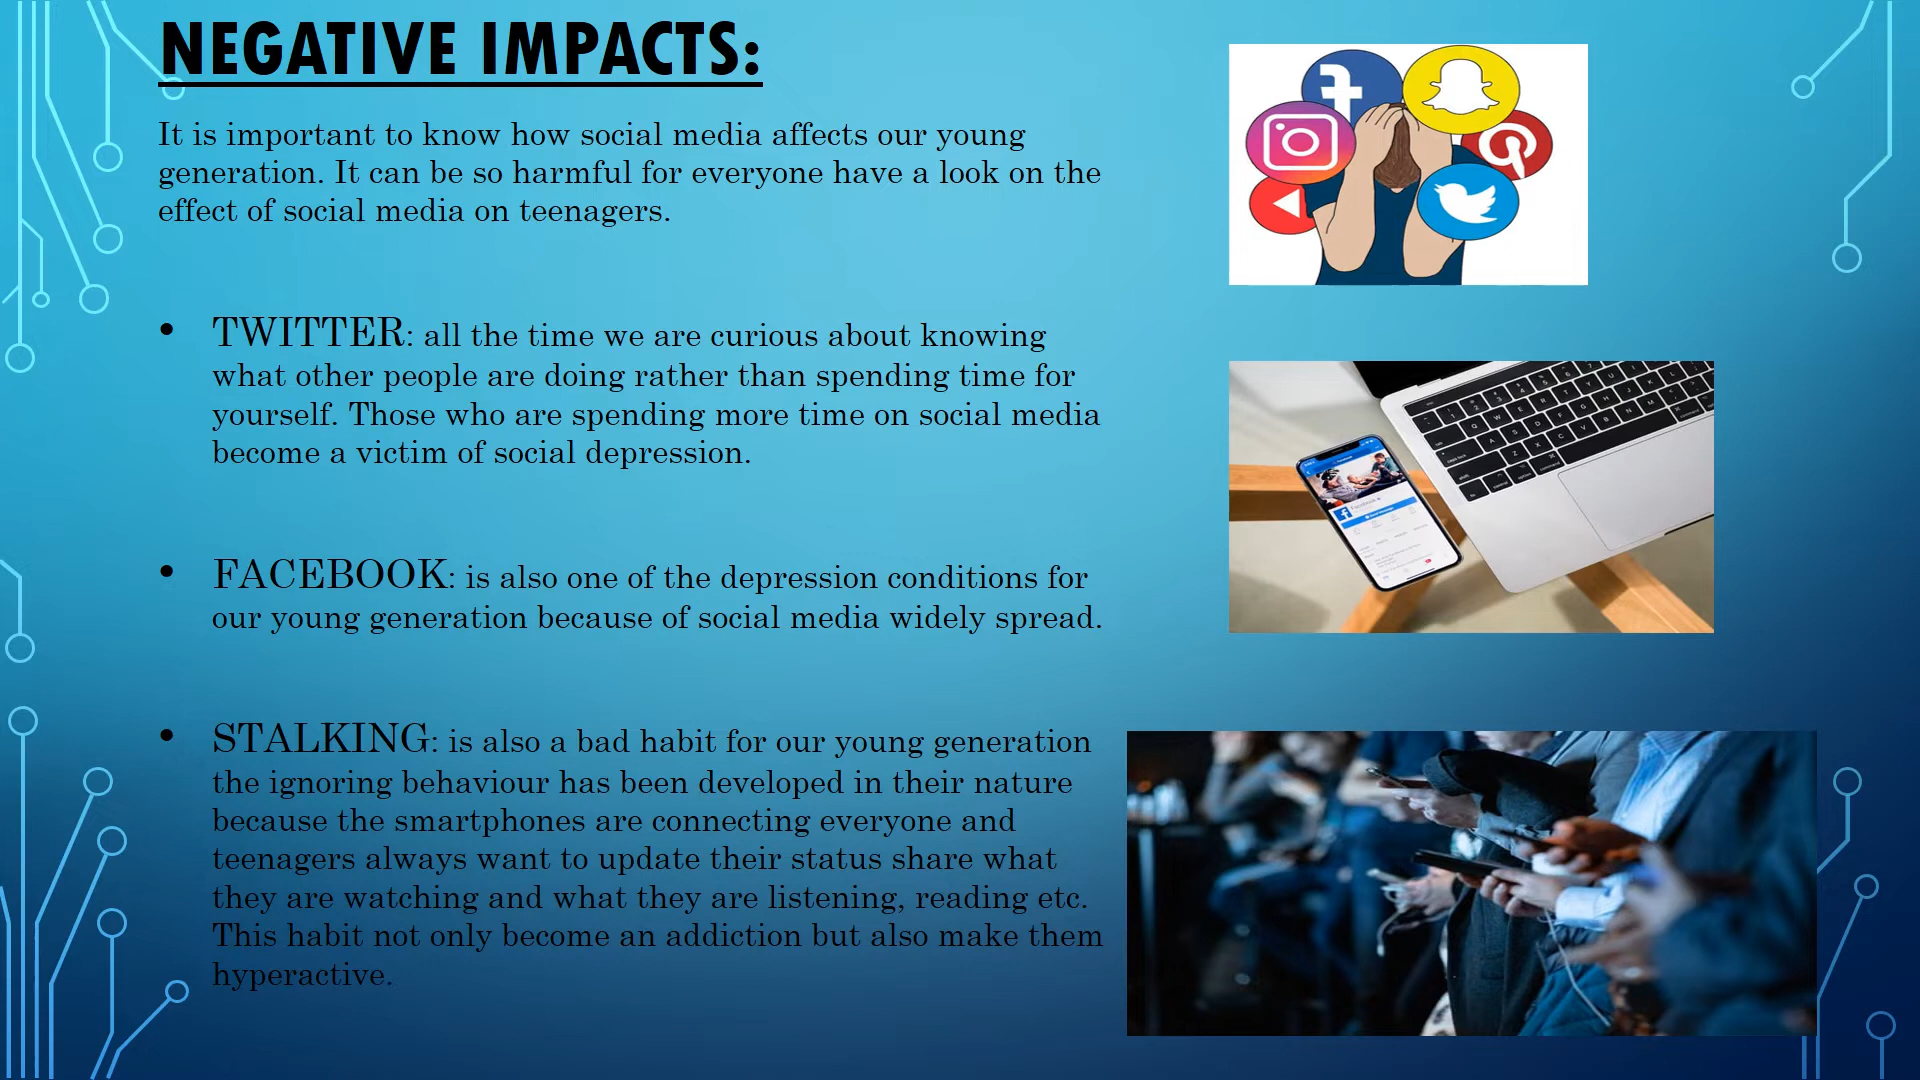 NEGATIVE IMPACTS:
It is important to know how social media affects our young
generation. It can be so harmful for everyone have a look on the
effect of social media on teenagers.
• TWITTER: all the time we are curious about knowing
what other people are doing rather than spending time for
yourself. Those who are spending more time on social media
become a victim of social depression.
• FACEBOOK: is also one of the depression conditions for
our young generation because of social media widely spread.
• STALKING: is also a bad habit for our young generation
the ignoring behaviour has been developed in their nature
because the smartphones are connecting everyone and
teenagers always want to update their status share what
they are watching and what they are listening, reading etc.
This habit not only become an addiction but also make them
hyperactive.